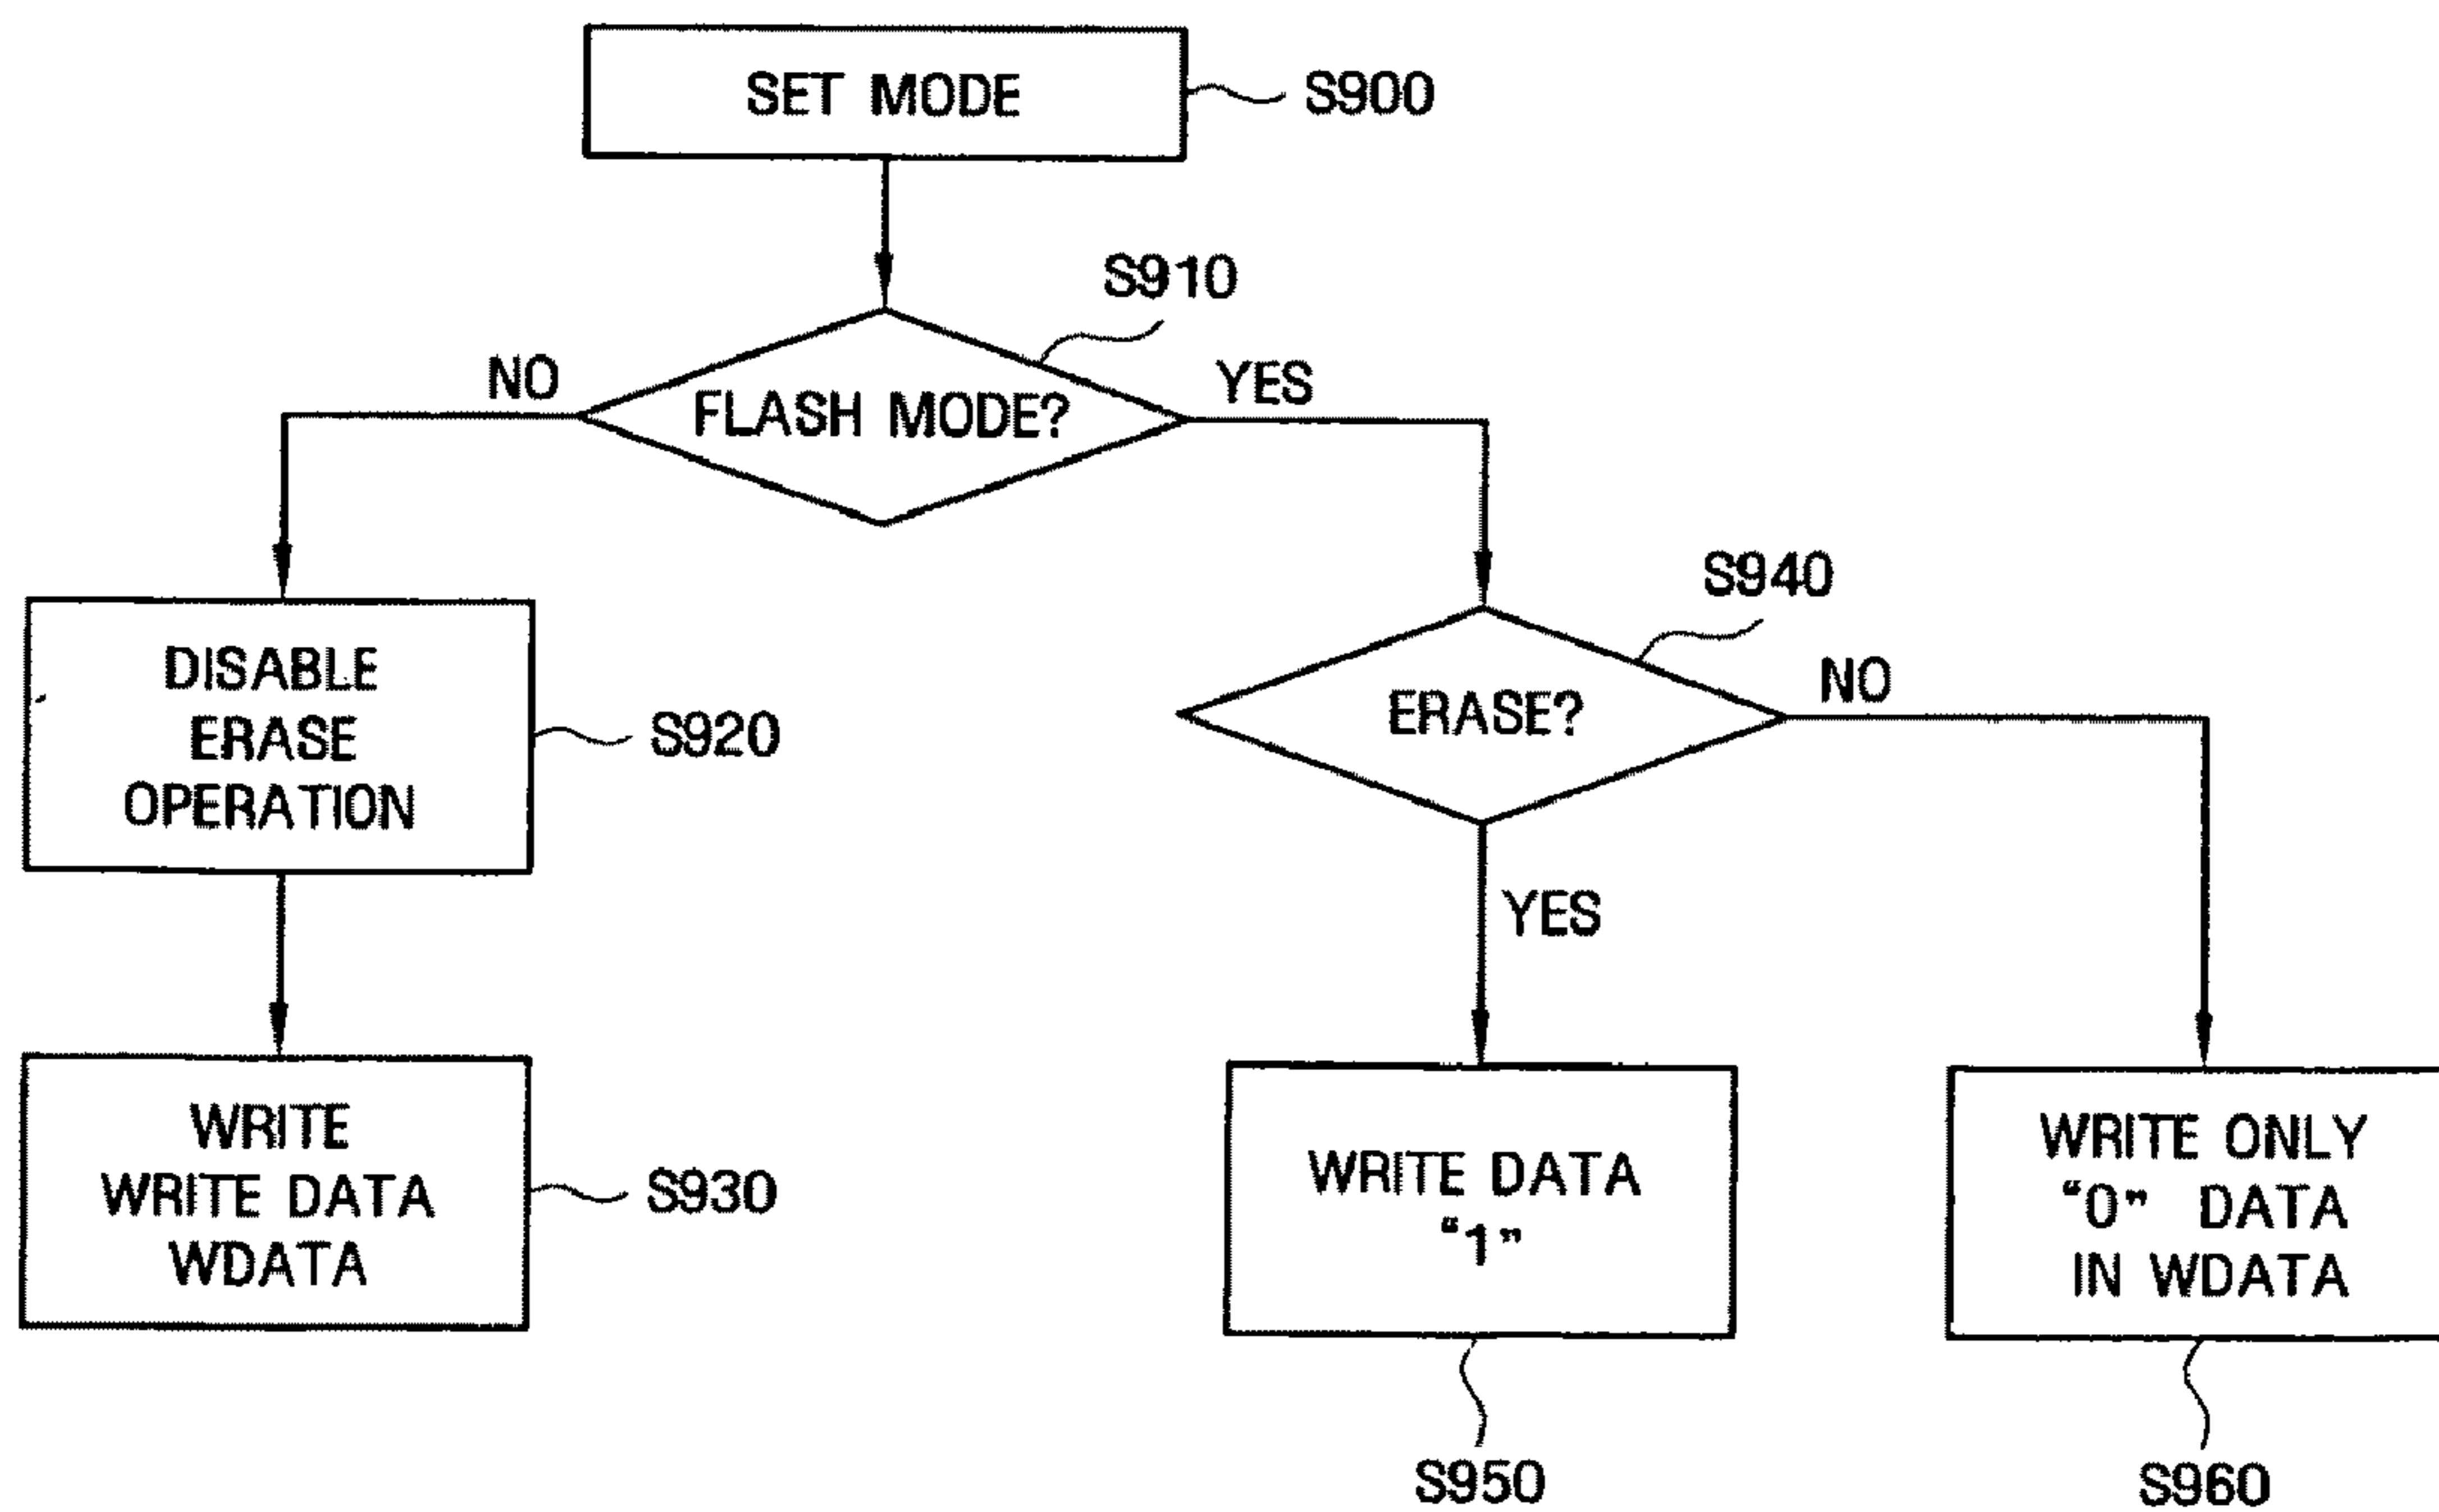 SET MODE
S900
S910
NO
FLASH MODE?
YES
S940
DISABLE
ERASE
OPERATION
S920
ERASE?
NO
YES
WRITE
WRITE DATA
WDATA
S930
WRITE DATA
“1”
WRITE ONLY
“0” DATA
IN WDATA
S950
S960